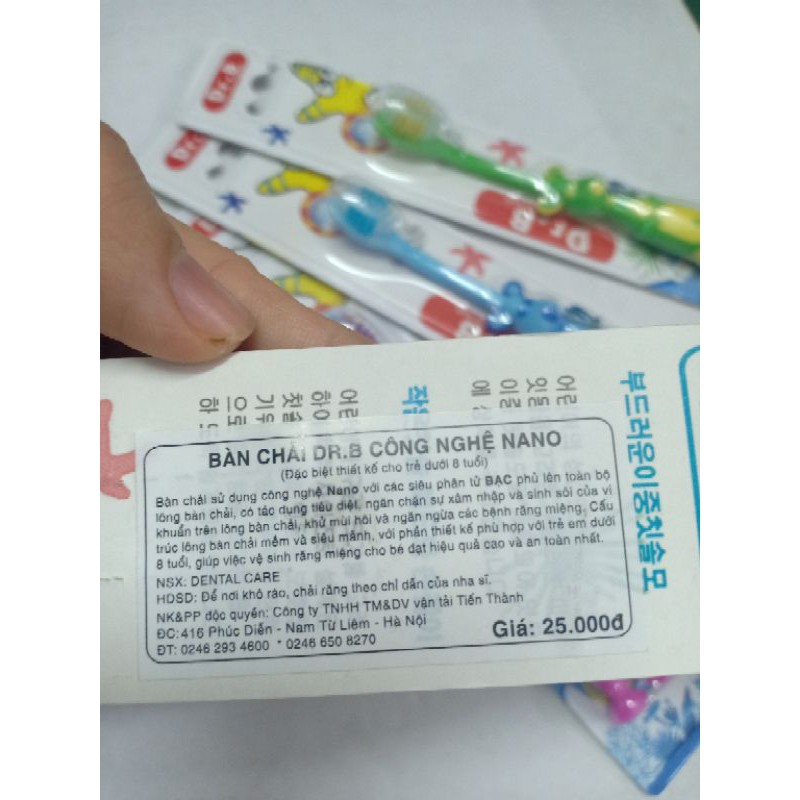 Dr.B
Dr.B
Dr.B
부드러운이중칫솔모
BÀN CHẢI DR.B CÔNG NGHỆ NANO
(Đặc biệt thiết kế cho trẻ dưới 8 tuổi)
Bàn chải sử dụng công nghệ Nano với các siêu phân tử BẠC phủ lên toàn bộ
lông bàn chải, có tác dụng tiêu diệt, ngăn chặn sự xâm nhập và sinh sôi của vi
khuẩn trên lông bàn chải, khử mùi hôi và ngăn ngừa các bệnh răng miệng. Cấu
trúc lông bàn chải mềm và siêu mảnh, với phần thiết kế phù hợp với trẻ em dưới
8 tuổi, giúp việc vệ sinh răng miệng cho bé đạt hiệu quả cao và an toàn nhất.
NSX: DENTAL CARE
HDSD: Để nơi khô ráo, chải răng theo chỉ dẫn của nha sĩ.
NK&PP độc quyền: Công ty TNHH TM&DV vận tải Tiến Thành
ĐC:416 Phúc Diễn - Nam Từ Liêm - Hà Nội
ĐT: 0246 293 4600 * 0246 650 8270
Giá: 25.000đ